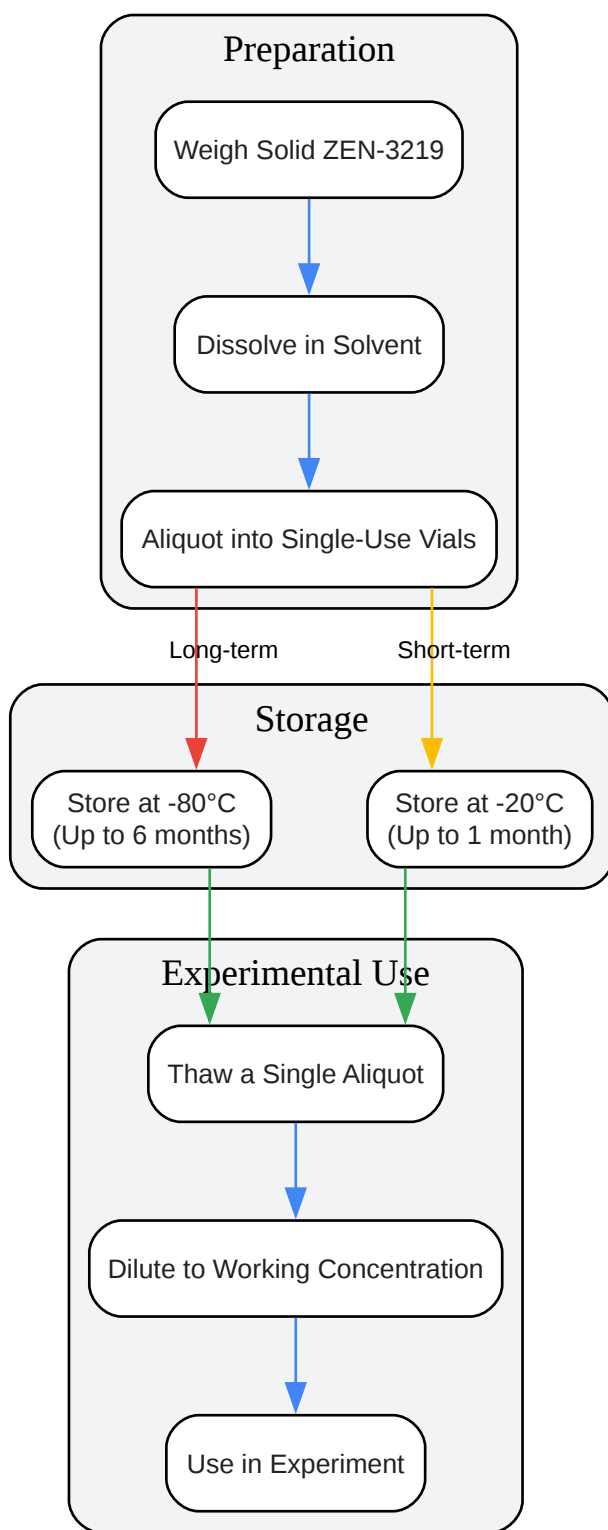 Preparation
Weigh Solid ZEN-3219
Dissolve in Solvent
Aliquot into Single-Use Vials
Long-term
Short-term
Storage
Store at -80°C
(Up to 6 months)
Store at -20°C
(Up to 1 month)
Experimental Use
Thaw a Single Aliquot
Dilute to Working Concentration
Use in Experiment